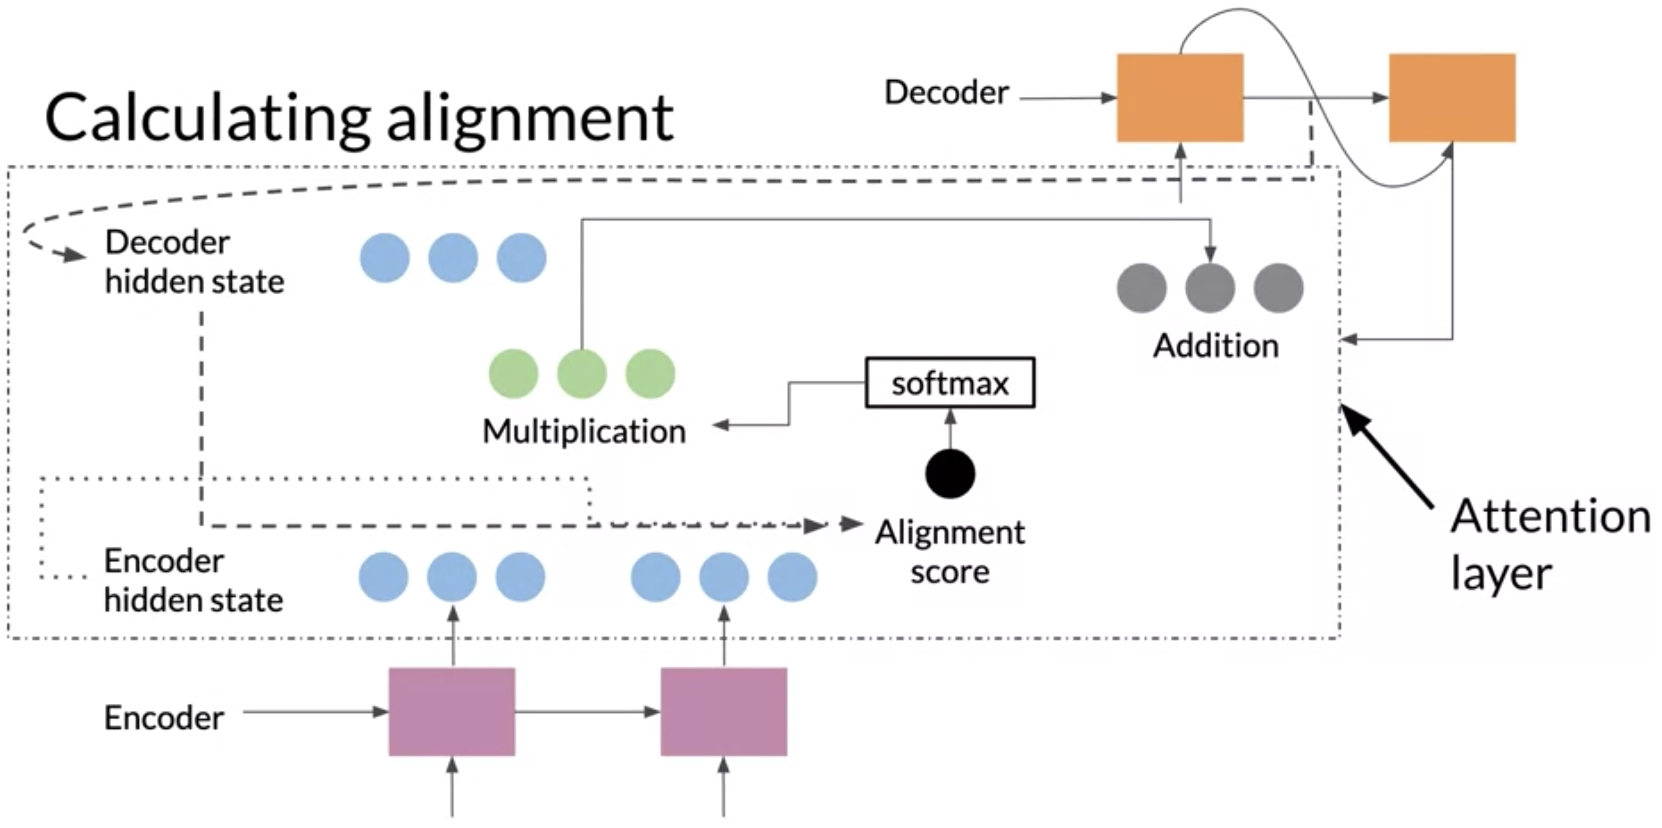 Calculating alignment
Decoder
Decoder
hidden state
Addition
softmax
Multiplication
Alignment
score
Attention
layer
Encoder
hidden state
Encoder